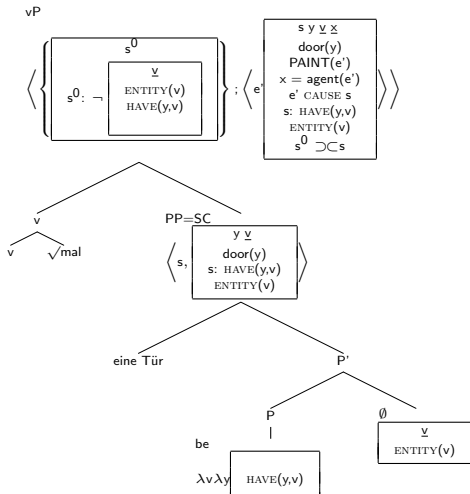 vP
s⁰
s⁰: ¬
v
ENTITY(v)
HAVE(y,v)
;
e'
s y v x
door(y)
PAINT(e')
x = agent(e')
e' CAUSE s
s: HAVE(y,v)
ENTITY(v)
s⁰ ⊃⊂ s
v
v √mal
PP=SC
s,
y v
door(y)
s: HAVE(y,v)
ENTITY(v)
eine Tür P'
P
be
λvλy HAVE(y,v)
∅
v
ENTITY(v)